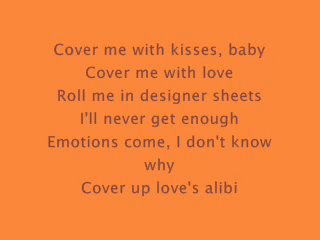 Cover me with kisses, baby
Cover me with love
Roll me in designer sheets
I'll never get enough
Emotions come, I don't know
why
Cover up love's alibi